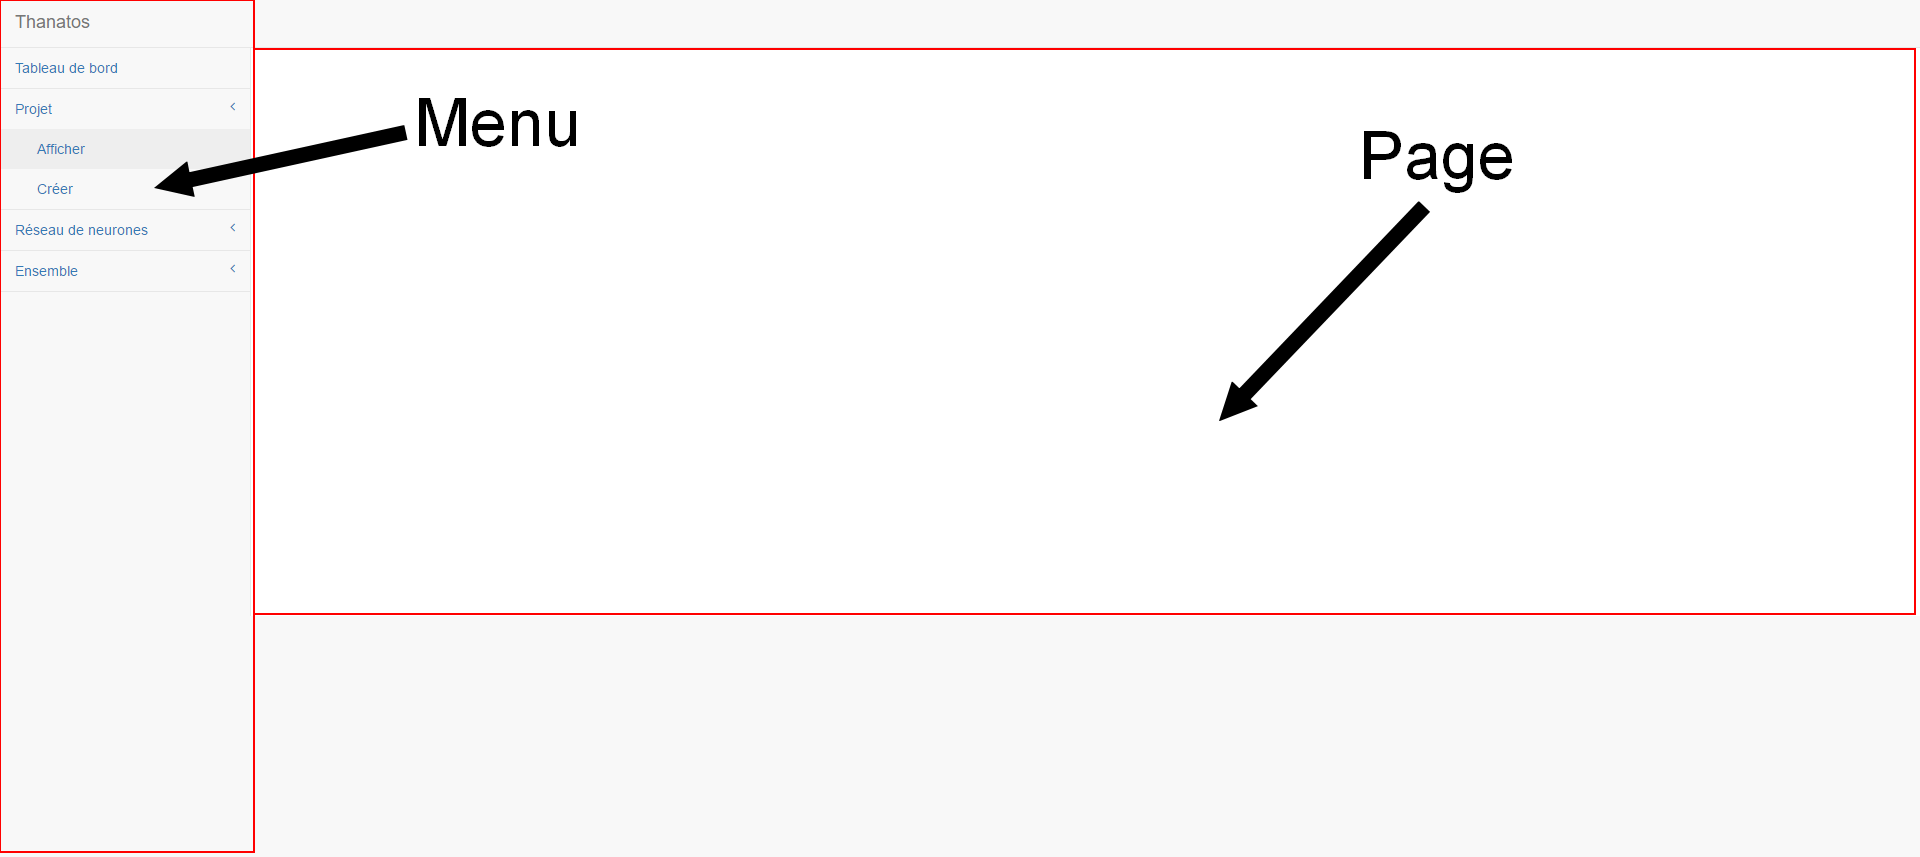 Thanatos
Tableau de bord
Projet
Afficher
Créer
Réseau de neurones
Ensemble
Menu
Page